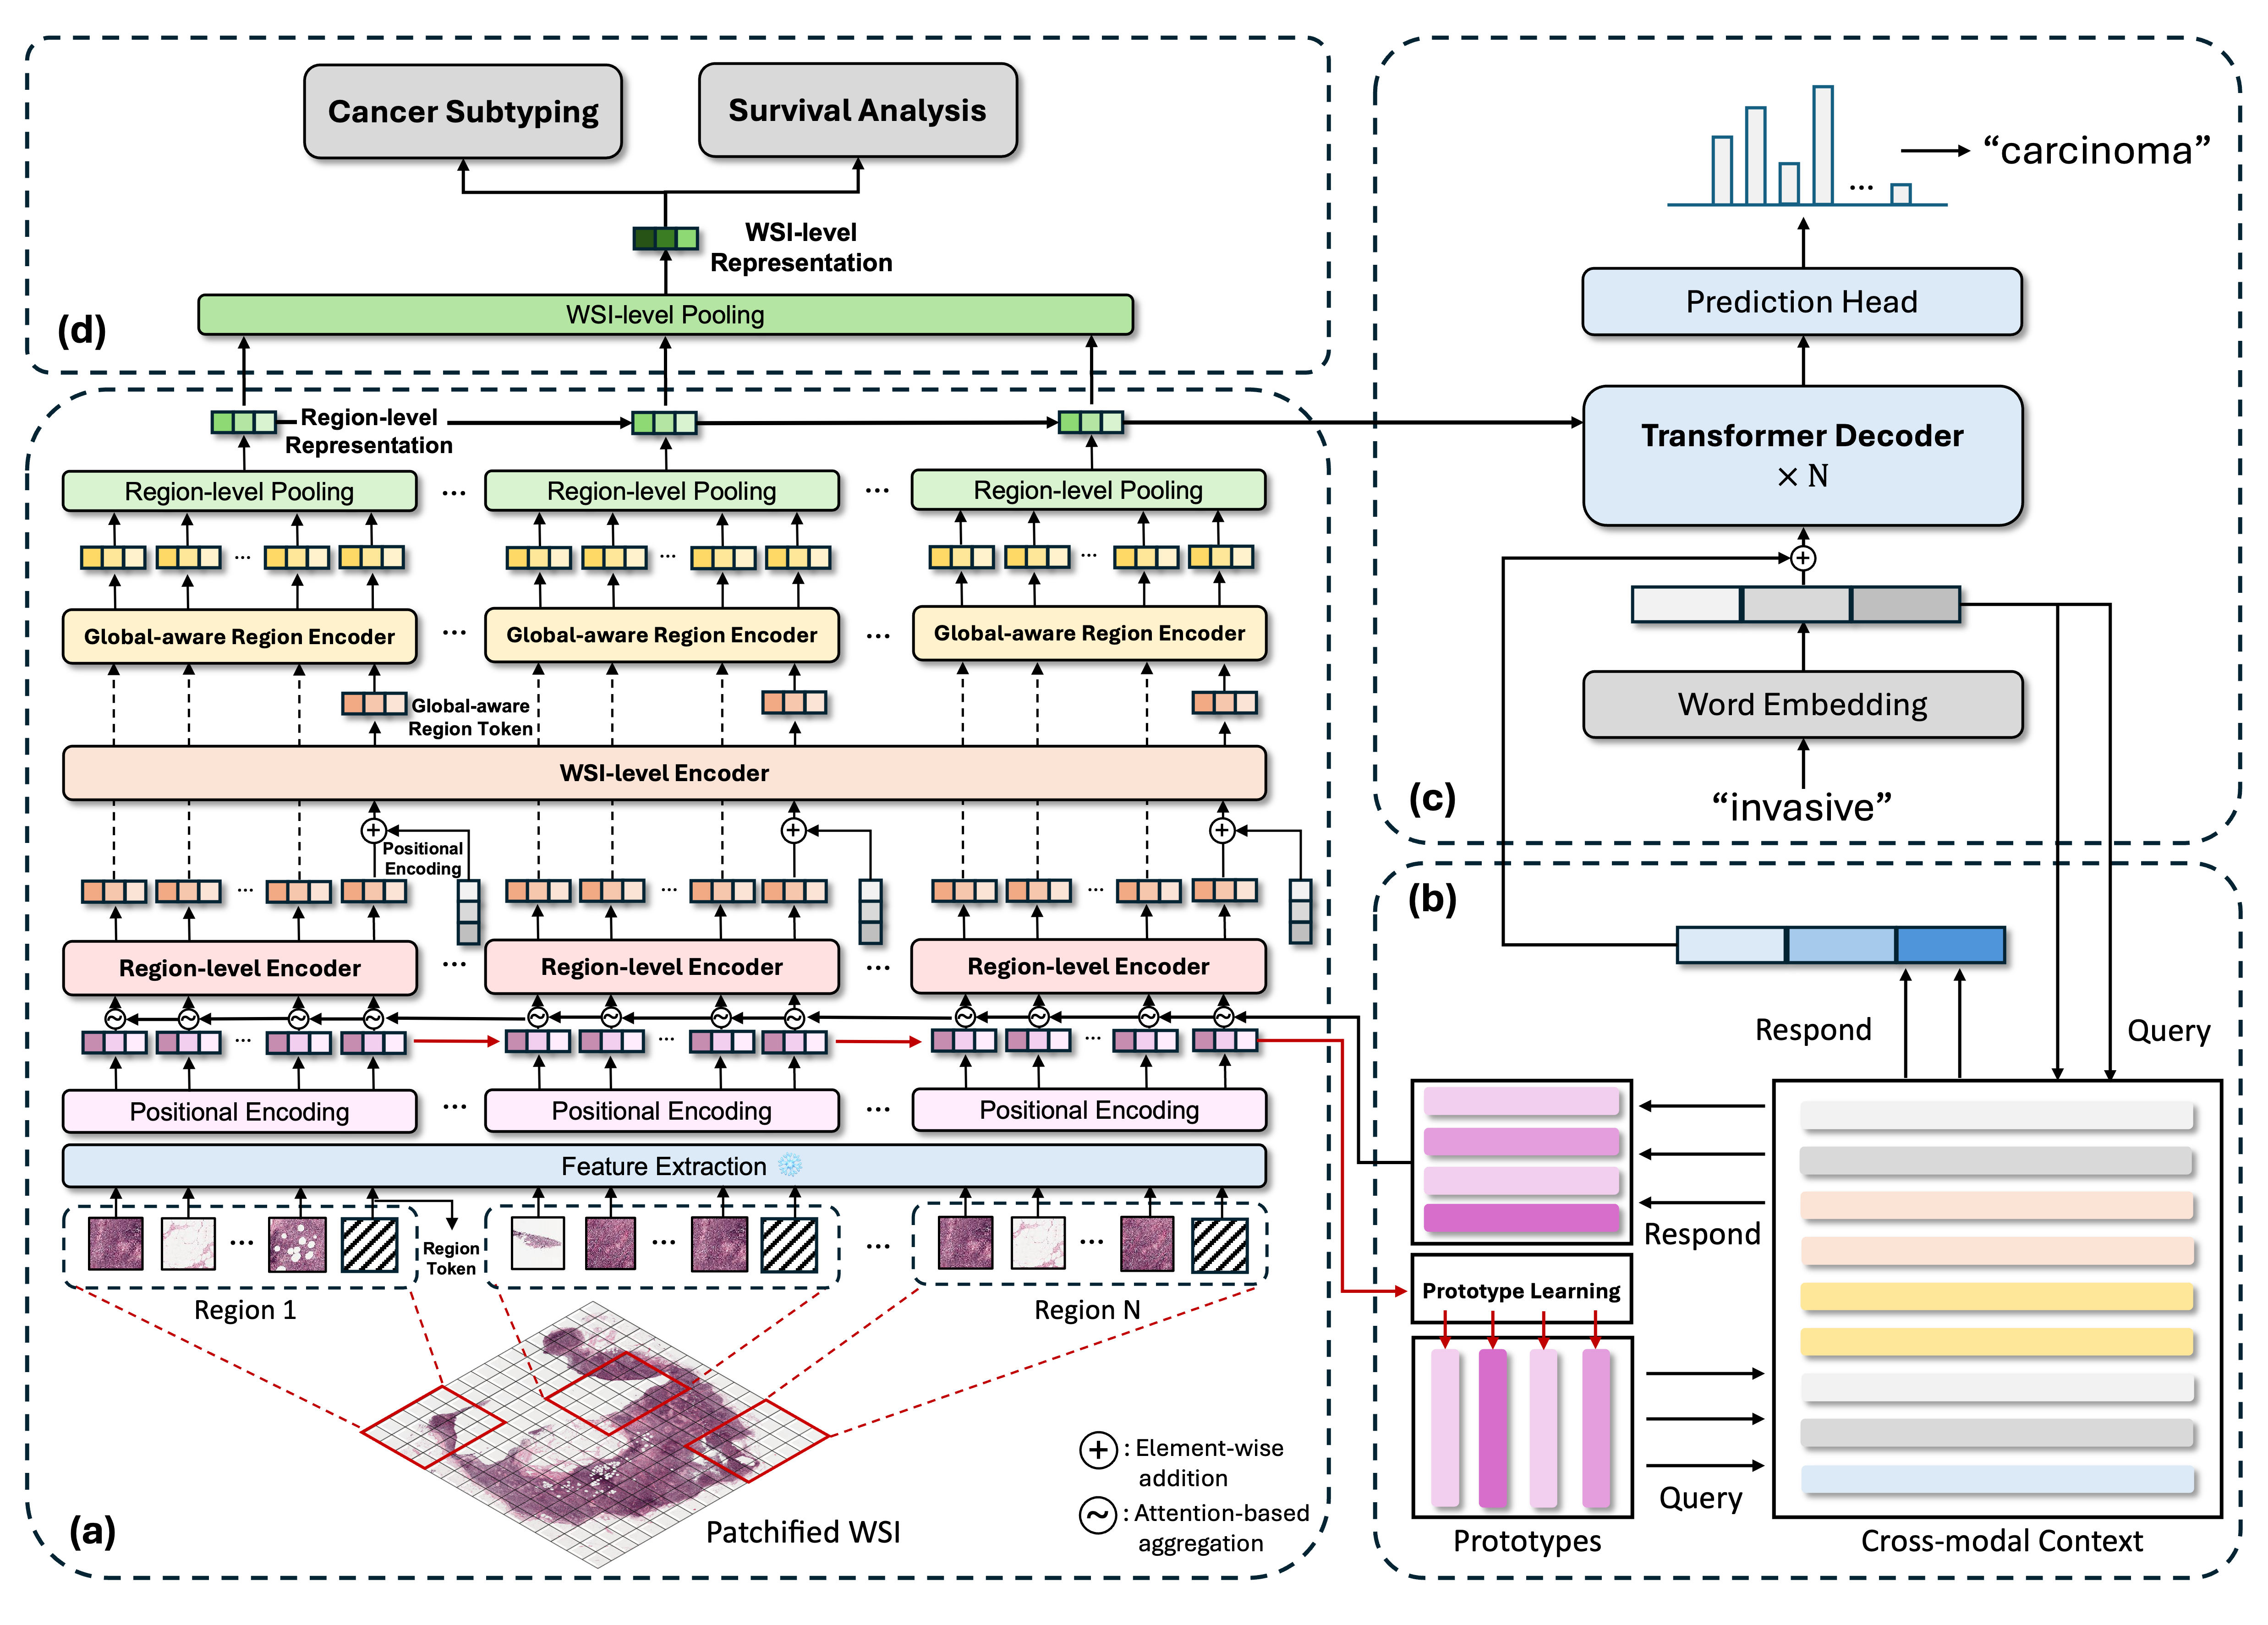 Cancer Subtyping
Survival Analysis
WSI-level
Representation
WSI-level Pooling
(d)
Region-level
Representation
Region-level Pooling
...
Region-level Pooling
...
Region-level Pooling
...
...
...
Global-aware Region Encoder
...
Global-aware Region Encoder
...
Global-aware Region Encoder
Global-aware
Region Token
WSI-level Encoder
+
+
+
Positional
Encoding
...
...
...
Region-level Encoder
...
Region-level Encoder
...
Region-level Encoder
~ ~ ~ ~ ~ ~ ~ ~ ~ ~ ~ ~
...
...
...
Positional Encoding
...
Positional Encoding
...
Positional Encoding
Feature Extraction
...
Region
Token
...
...
...
Region 1
Region N
+ : Element-wise
addition
~ : Attention-based
aggregation
Patchified WSI
(a)
...
“carcinoma”
Prediction Head
Transformer Decoder
× N
+
Word Embedding
“invasive”
(c)
(b)
Respond
Query
Respond
Prototype Learning
Query
Prototypes
Cross-modal Context